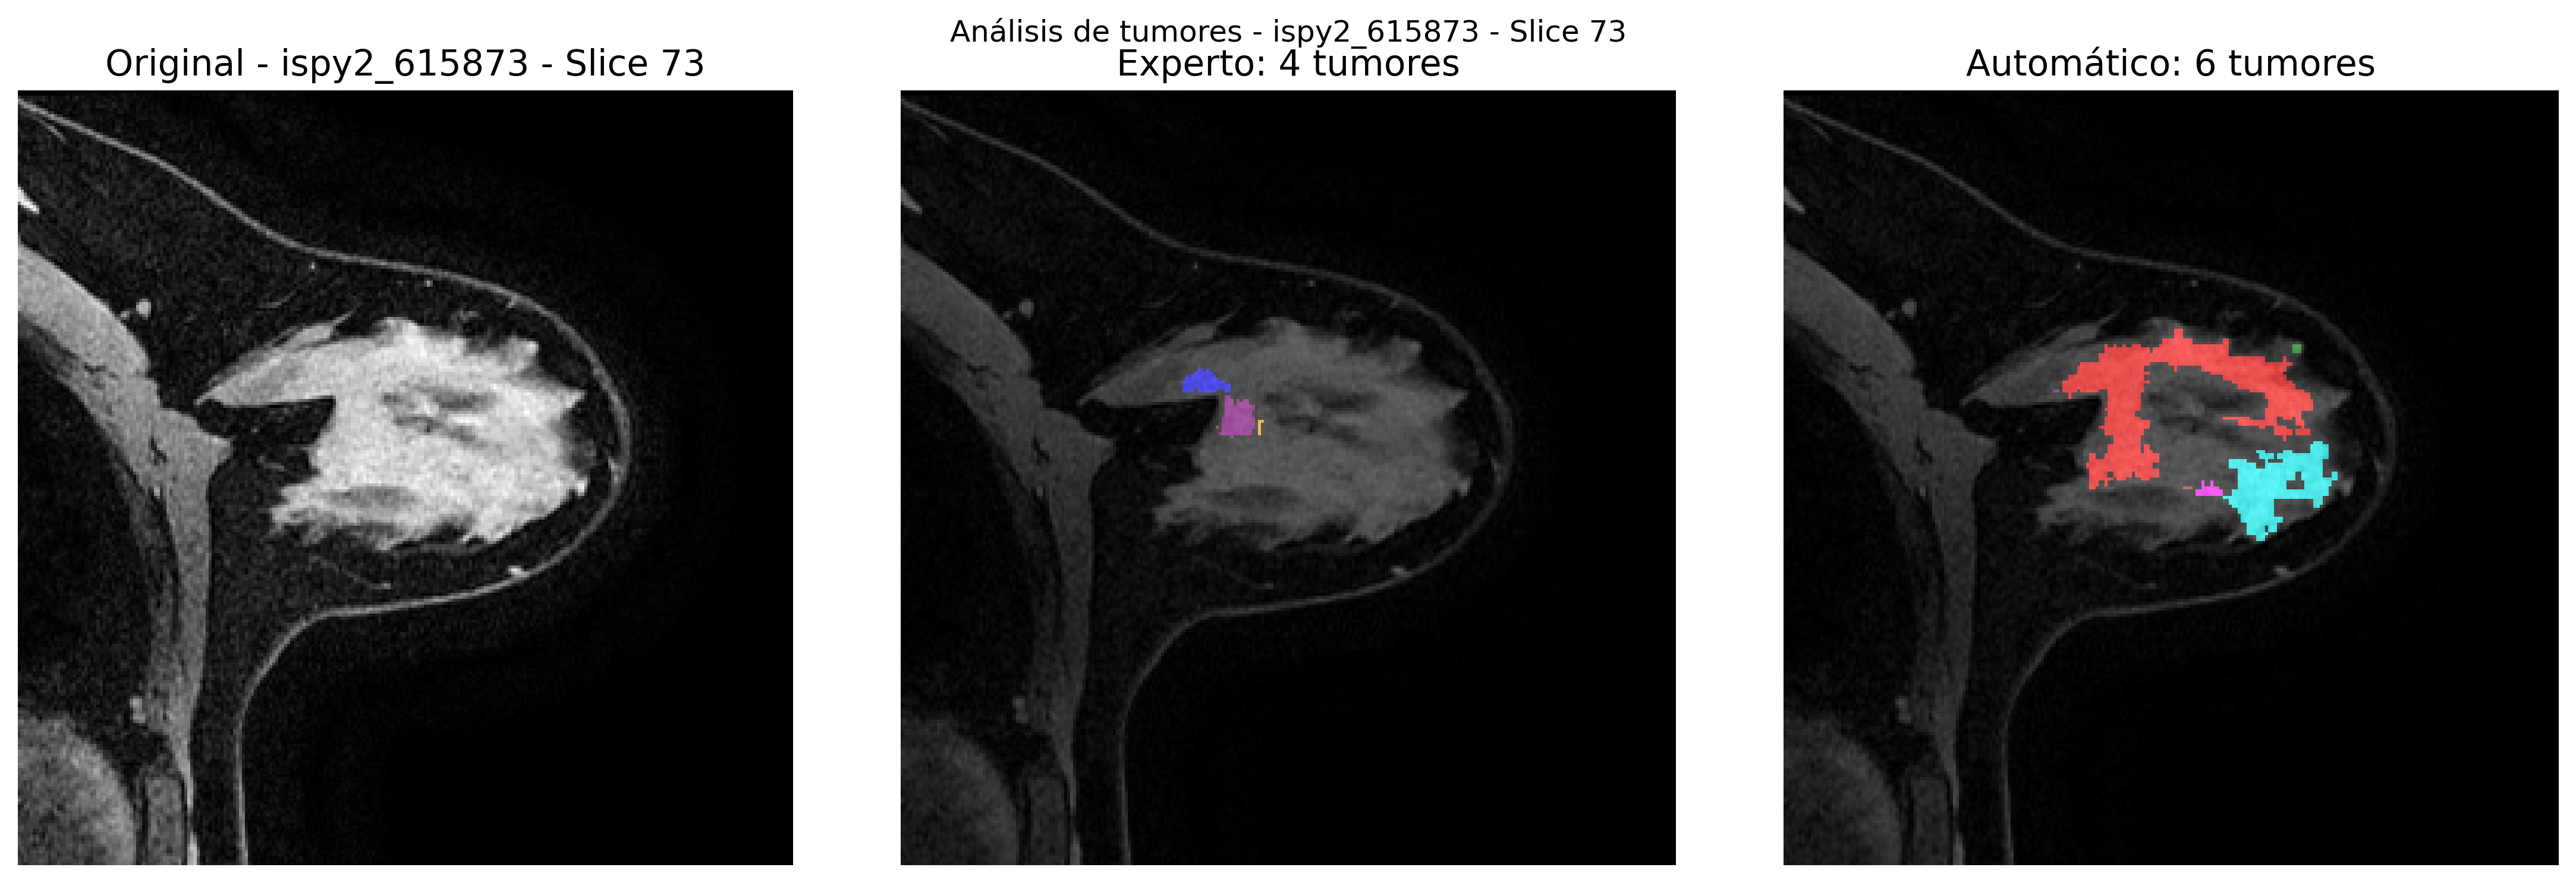 Análisis de tumores - ispy2_615873 - Slice 73
Original - ispy2_615873 - Slice 73
Experto: 4 tumores
Automático: 6 tumores